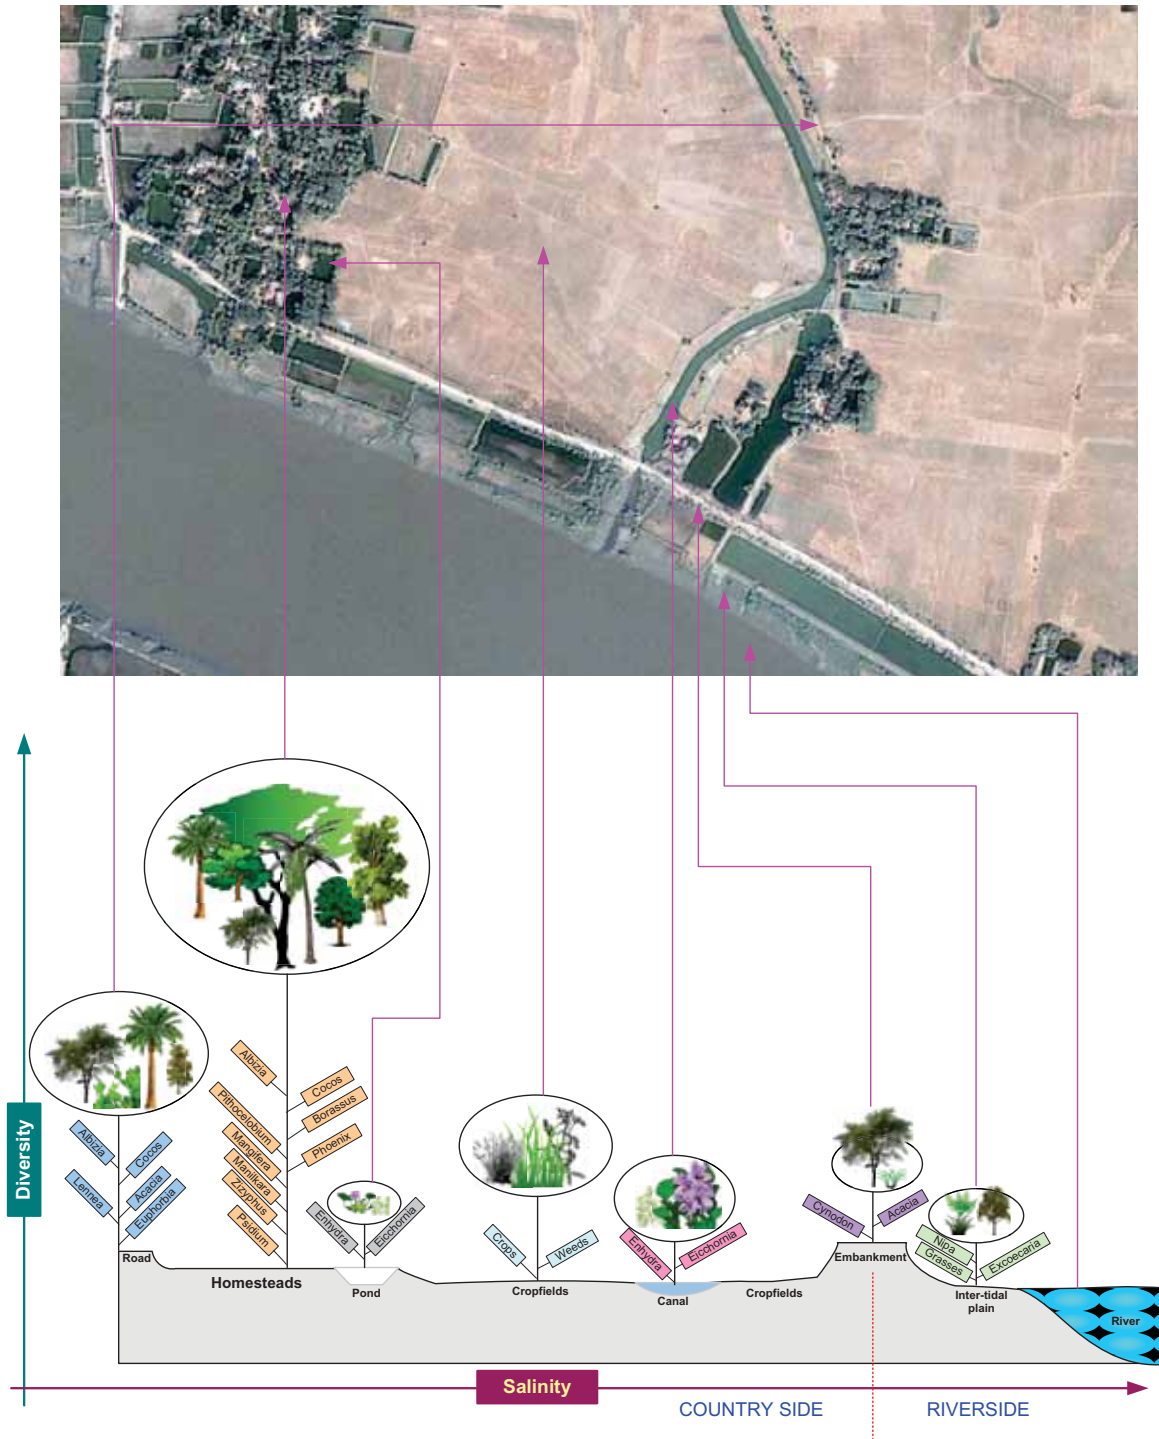 Diversity
Albizia
Cocos
Lennea
Acacia
Euphorbia
Road
Albizia
Cocos
Pithocelobium
Borassus
Mangifera
Phoenix
Manilkara
Zizyphus
Psidium
Homesteads
Enhydra
Eicchornia
Pond
Crops
Weeds
Cropfields
Enhydra
Eicchornia
Canal
Cropfields
Cynodon
Acacia
Embankment
Nipa
Grasses
Excoecaria
Inter-tidal
plain
River
Salinity
COUNTRY SIDE
RIVERSIDE